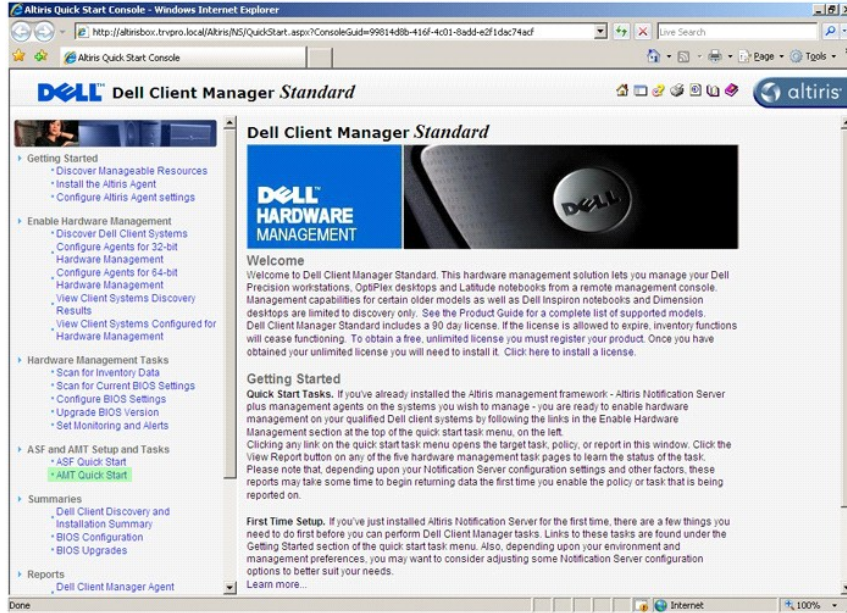 Altiris Quick Start Console - Windows Internet Explorer
http://altirisbox.trvpro.local/Altiris/NS/QuickStart.aspx?ConsoleGuid=99814d8b-416f-4c01-8add-e2f1dac74acf
Live Search
Altiris Quick Start Console
Page
Tools
DELL Dell Client Manager Standard
altiris
Getting Started
Discover Manageable Resources
Install the Altiris Agent
Configure Altiris Agent settings
Enable Hardware Management
Discover Dell Client Systems
Configure Agents for 32-bit
Hardware Management
Configure Agents for 64-bit
Hardware Management
View Client Systems Discovery
Results
View Client Systems Configured for
Hardware Management
Hardware Management Tasks
Scan for Inventory Data
Scan for Current BIOS Settings
Configure BIOS Settings
Upgrade BIOS Version
Set Monitoring and Alerts
ASF and AMT Setup and Tasks
ASF Quick Start
AMT Quick Start
Summaries
Dell Client Discovery and
Installation Summary
BIOS Configuration
BIOS Upgrades
Reports
Dell Client Manager Agent
Dell Client Manager Standard
DELL
HARDWARE
MANAGEMENT
DELL
Welcome
Welcome to Dell Client Manager Standard. This hardware management solution lets you manage your Dell
Precision workstations, OptiPlex desktops and Latitude notebooks from a remote management console.
Management capabilities for certain older models as well as Dell Inspiron notebooks and Dimension
desktops are limited to discovery only. See the Product Guide for a complete list of supported models.
Dell Client Manager Standard includes a 90 day license. If the license is allowed to expire, inventory functions
will cease functioning. To obtain a free, unlimited license you must register your product. Once you have
obtained your unlimited license you will need to install it. Click here to install a license.
Getting Started
Quick Start Tasks. If you've already installed the Altiris management framework - Altiris Notification Server
plus management agents on the systems you wish to manage - you are ready to enable hardware
management on your qualified Dell client systems by following the links in the Enable Hardware
Management section at the top of the quick start task menu, on the left.
Clicking any link on the quick start task menu opens the target task, policy, or report in this window. Click the
View Report button on any of the five hardware management task pages to learn the status of the task.
Please note that, depending upon your Notification Server configuration settings and other factors, these
reports may take some time to begin returning data the first time you enable the policy or task that is being
reported on.
First Time Setup. If you've just installed Altiris Notification Server for the first time, there are a few things you
need to do first before you can perform Dell Client Manager tasks. Links to these tasks are found under the
Getting Started section of the quick start task menu. Also, depending upon your environment and
management preferences, you may want to consider adjusting some Notification Server configuration
options to better suit your needs.
Learn more...
Done
Internet
100%